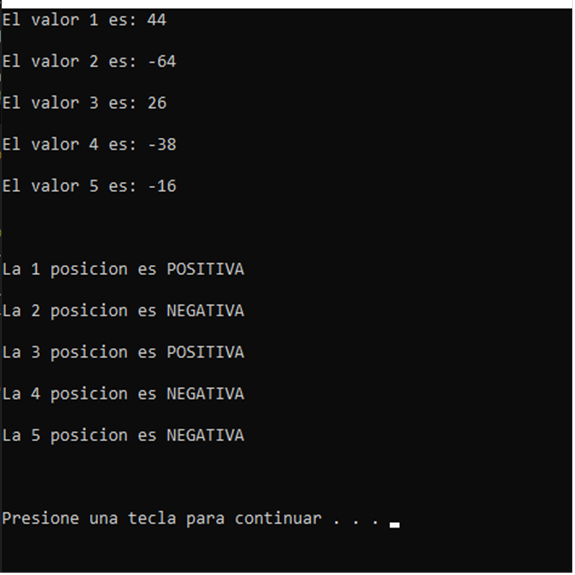 El valor 1 es: 44
El valor 2 es: -64
El valor 3 es: 26
El valor 4 es: -38
El valor 5 es: -16
La 1 posicion es POSITIVA
La 2 posicion es NEGATIVA
La 3 posicion es POSITIVA
La 4 posicion es NEGATIVA
La 5 posicion es NEGATIVA
Presione una tecla para continuar . . .